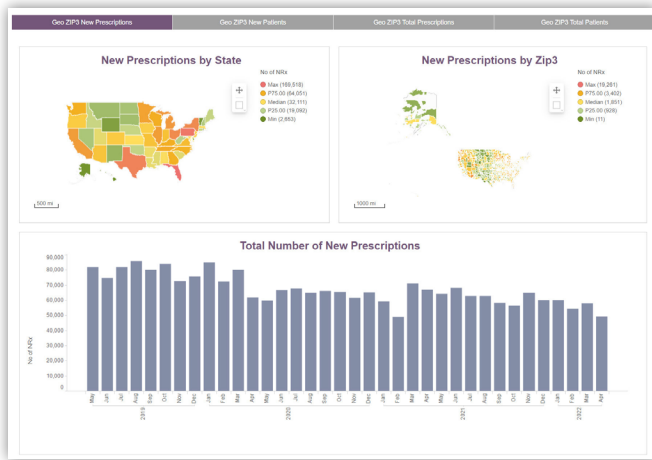 Geo ZIP3 New Prescriptions
Geo ZIP3 New Patients
Geo ZIP3 Total Prescriptions
Geo ZIP3 Total Patients
New Prescriptions by State
No of NRx
Max (169,518)
P75.00 (64,051)
Median (32,111)
P25.00 (19,092)
Min (2,653)
500 mi
New Prescriptions by Zip3
No of NRx
Max (19,261)
P75.00 (3,402)
Median (1,651)
P25.00 (928)
Min (11)
1000 mi
Total Number of New Prescriptions
No of NRx
90,000
80,000
70,000
60,000
50,000
40,000
30,000
20,000
10,000
0
May Jun Jul Aug Sep Oct Nov Dec Jan Feb Mar Apr May Jun Jul Aug Sep Oct Nov Dec Jan Feb Mar Apr May Jun Jul Aug Sep Oct Nov Dec Jan Feb Mar Apr
2019 2020 2021 2022